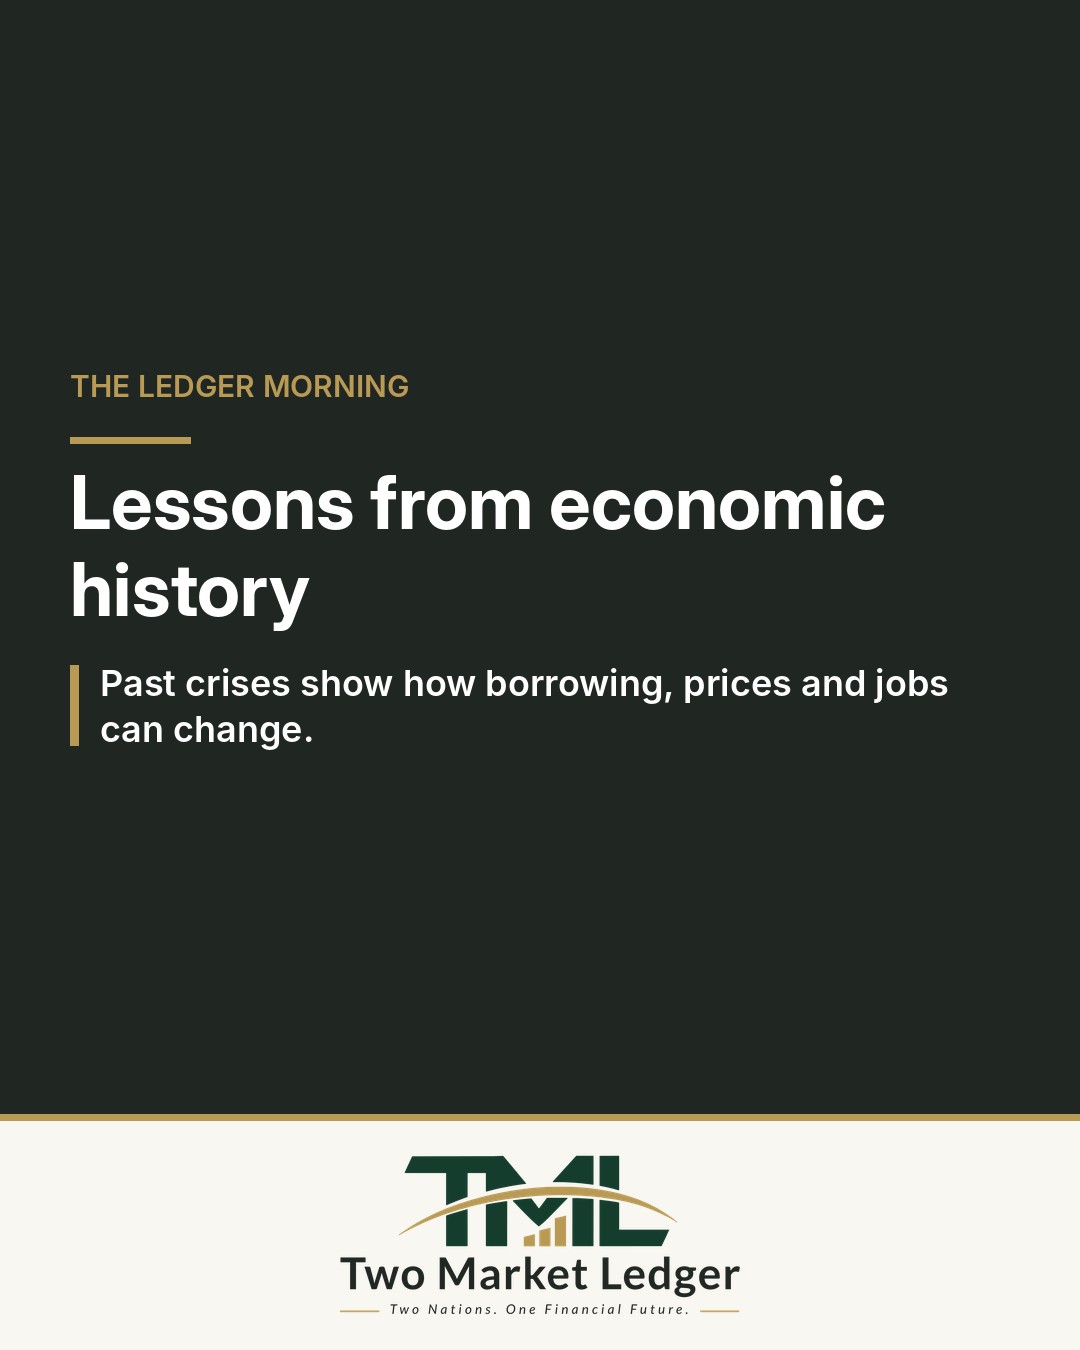 THE LEDGER MORNING
Lessons from economic
history
Past crises show how borrowing, prices and jobs
can change.
TML
Two Market Ledger
Two Nations. One Financial Future.